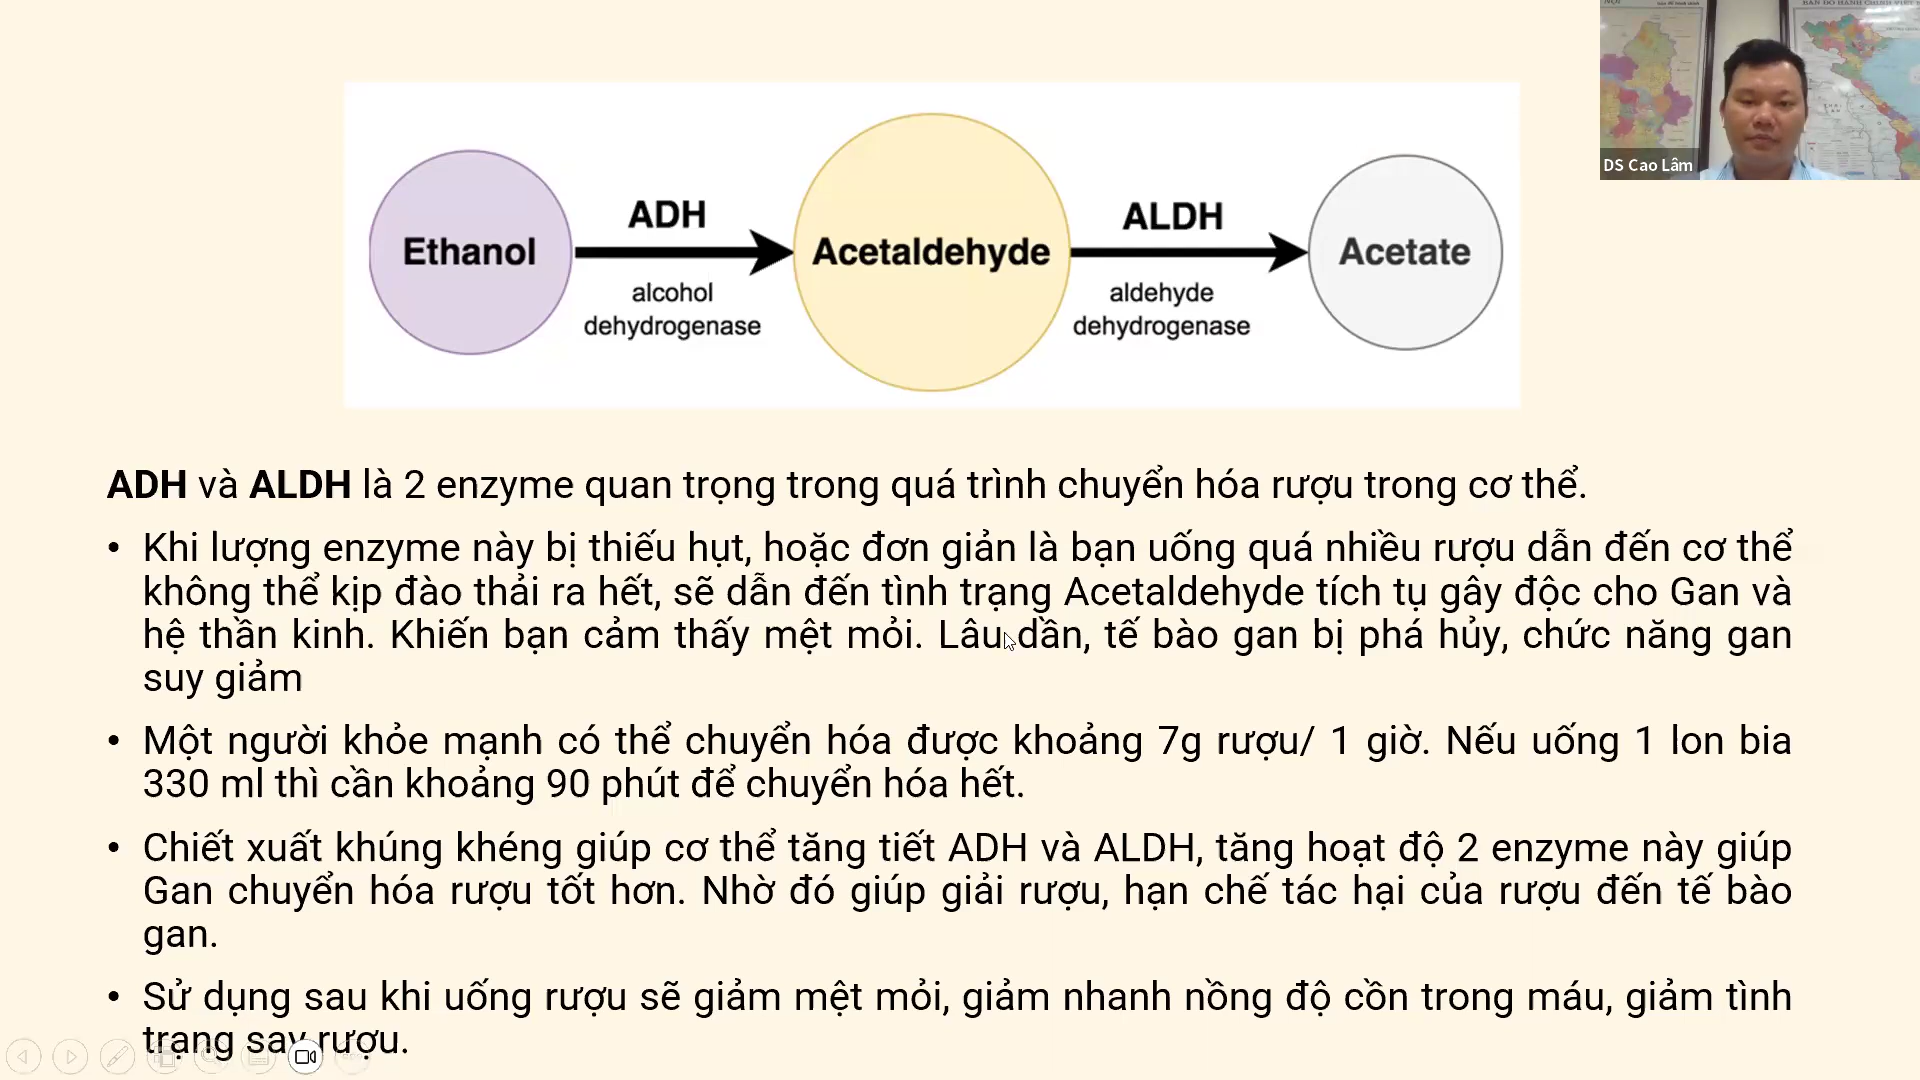 BẢN ĐỒ HÀNH CHÍNH VIỆT N
DS Cao Lâm
ADH
ALDH
Ethanol
Acetaldehyde
Acetate
alcohol
dehydrogenase
aldehyde
dehydrogenase
ADH và ALDH là 2 enzyme quan trọng trong quá trình chuyển hóa rượu trong cơ thể.
• Khi lượng enzyme này bị thiếu hụt, hoặc đơn giản là bạn uống quá nhiều rượu dẫn đến cơ thể
không thể kịp đào thải ra hết, sẽ dẫn đến tình trạng Acetaldehyde tích tụ gây độc cho Gan và
hệ thần kinh. Khiến bạn cảm thấy mệt mỏi. Lâu dần, tế bào gan bị phá hủy, chức năng gan
suy giảm
• Một người khỏe mạnh có thể chuyển hóa được khoảng 7g rượu/ 1 giờ. Nếu uống 1 lon bia
330 ml thì cần khoảng 90 phút để chuyển hóa hết.
• Chiết xuất khúng khéng giúp cơ thể tăng tiết ADH và ALDH, tăng hoạt độ 2 enzyme này giúp
Gan chuyển hóa rượu tốt hơn. Nhờ đó giúp giải rượu, hạn chế tác hại của rượu đến tế bào
gan.
• Sử dụng sau khi uống rượu sẽ giảm mệt mỏi, giảm nhanh nồng độ cồn trong máu, giảm tình
trạng say rượu.